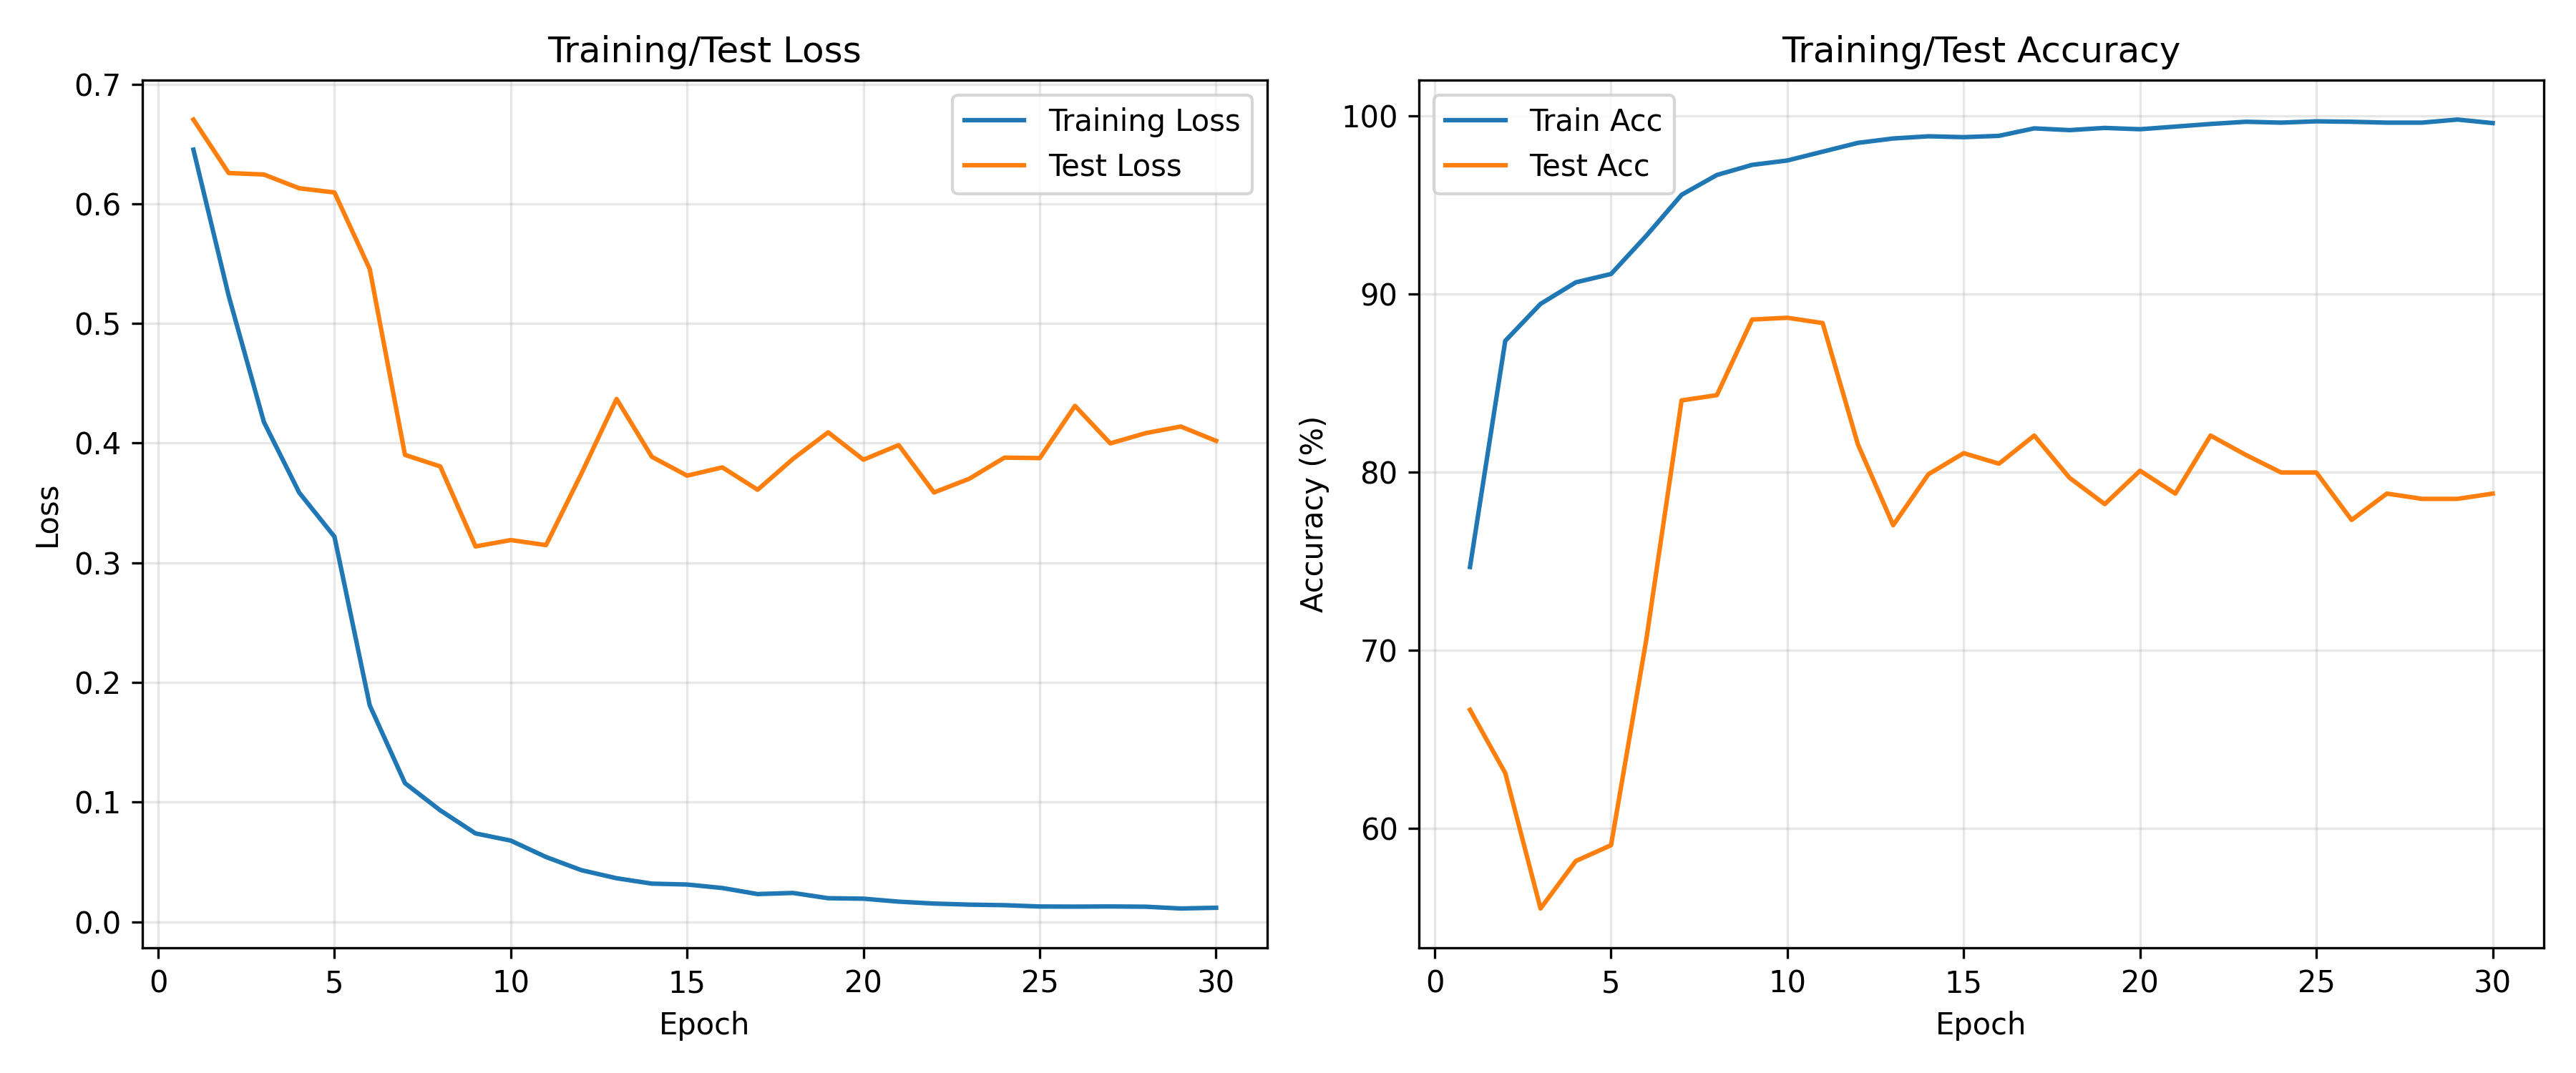 Training/Test Loss
Training Loss
Test Loss
Loss
0.7
0.6
0.5
0.4
0.3
0.2
0.1
0.0
0 5 10 15 20 25 30
Epoch
Training/Test Accuracy
Train Acc
Test Acc
Accuracy (%)
100
90
80
70
60
0 5 10 15 20 25 30
Epoch